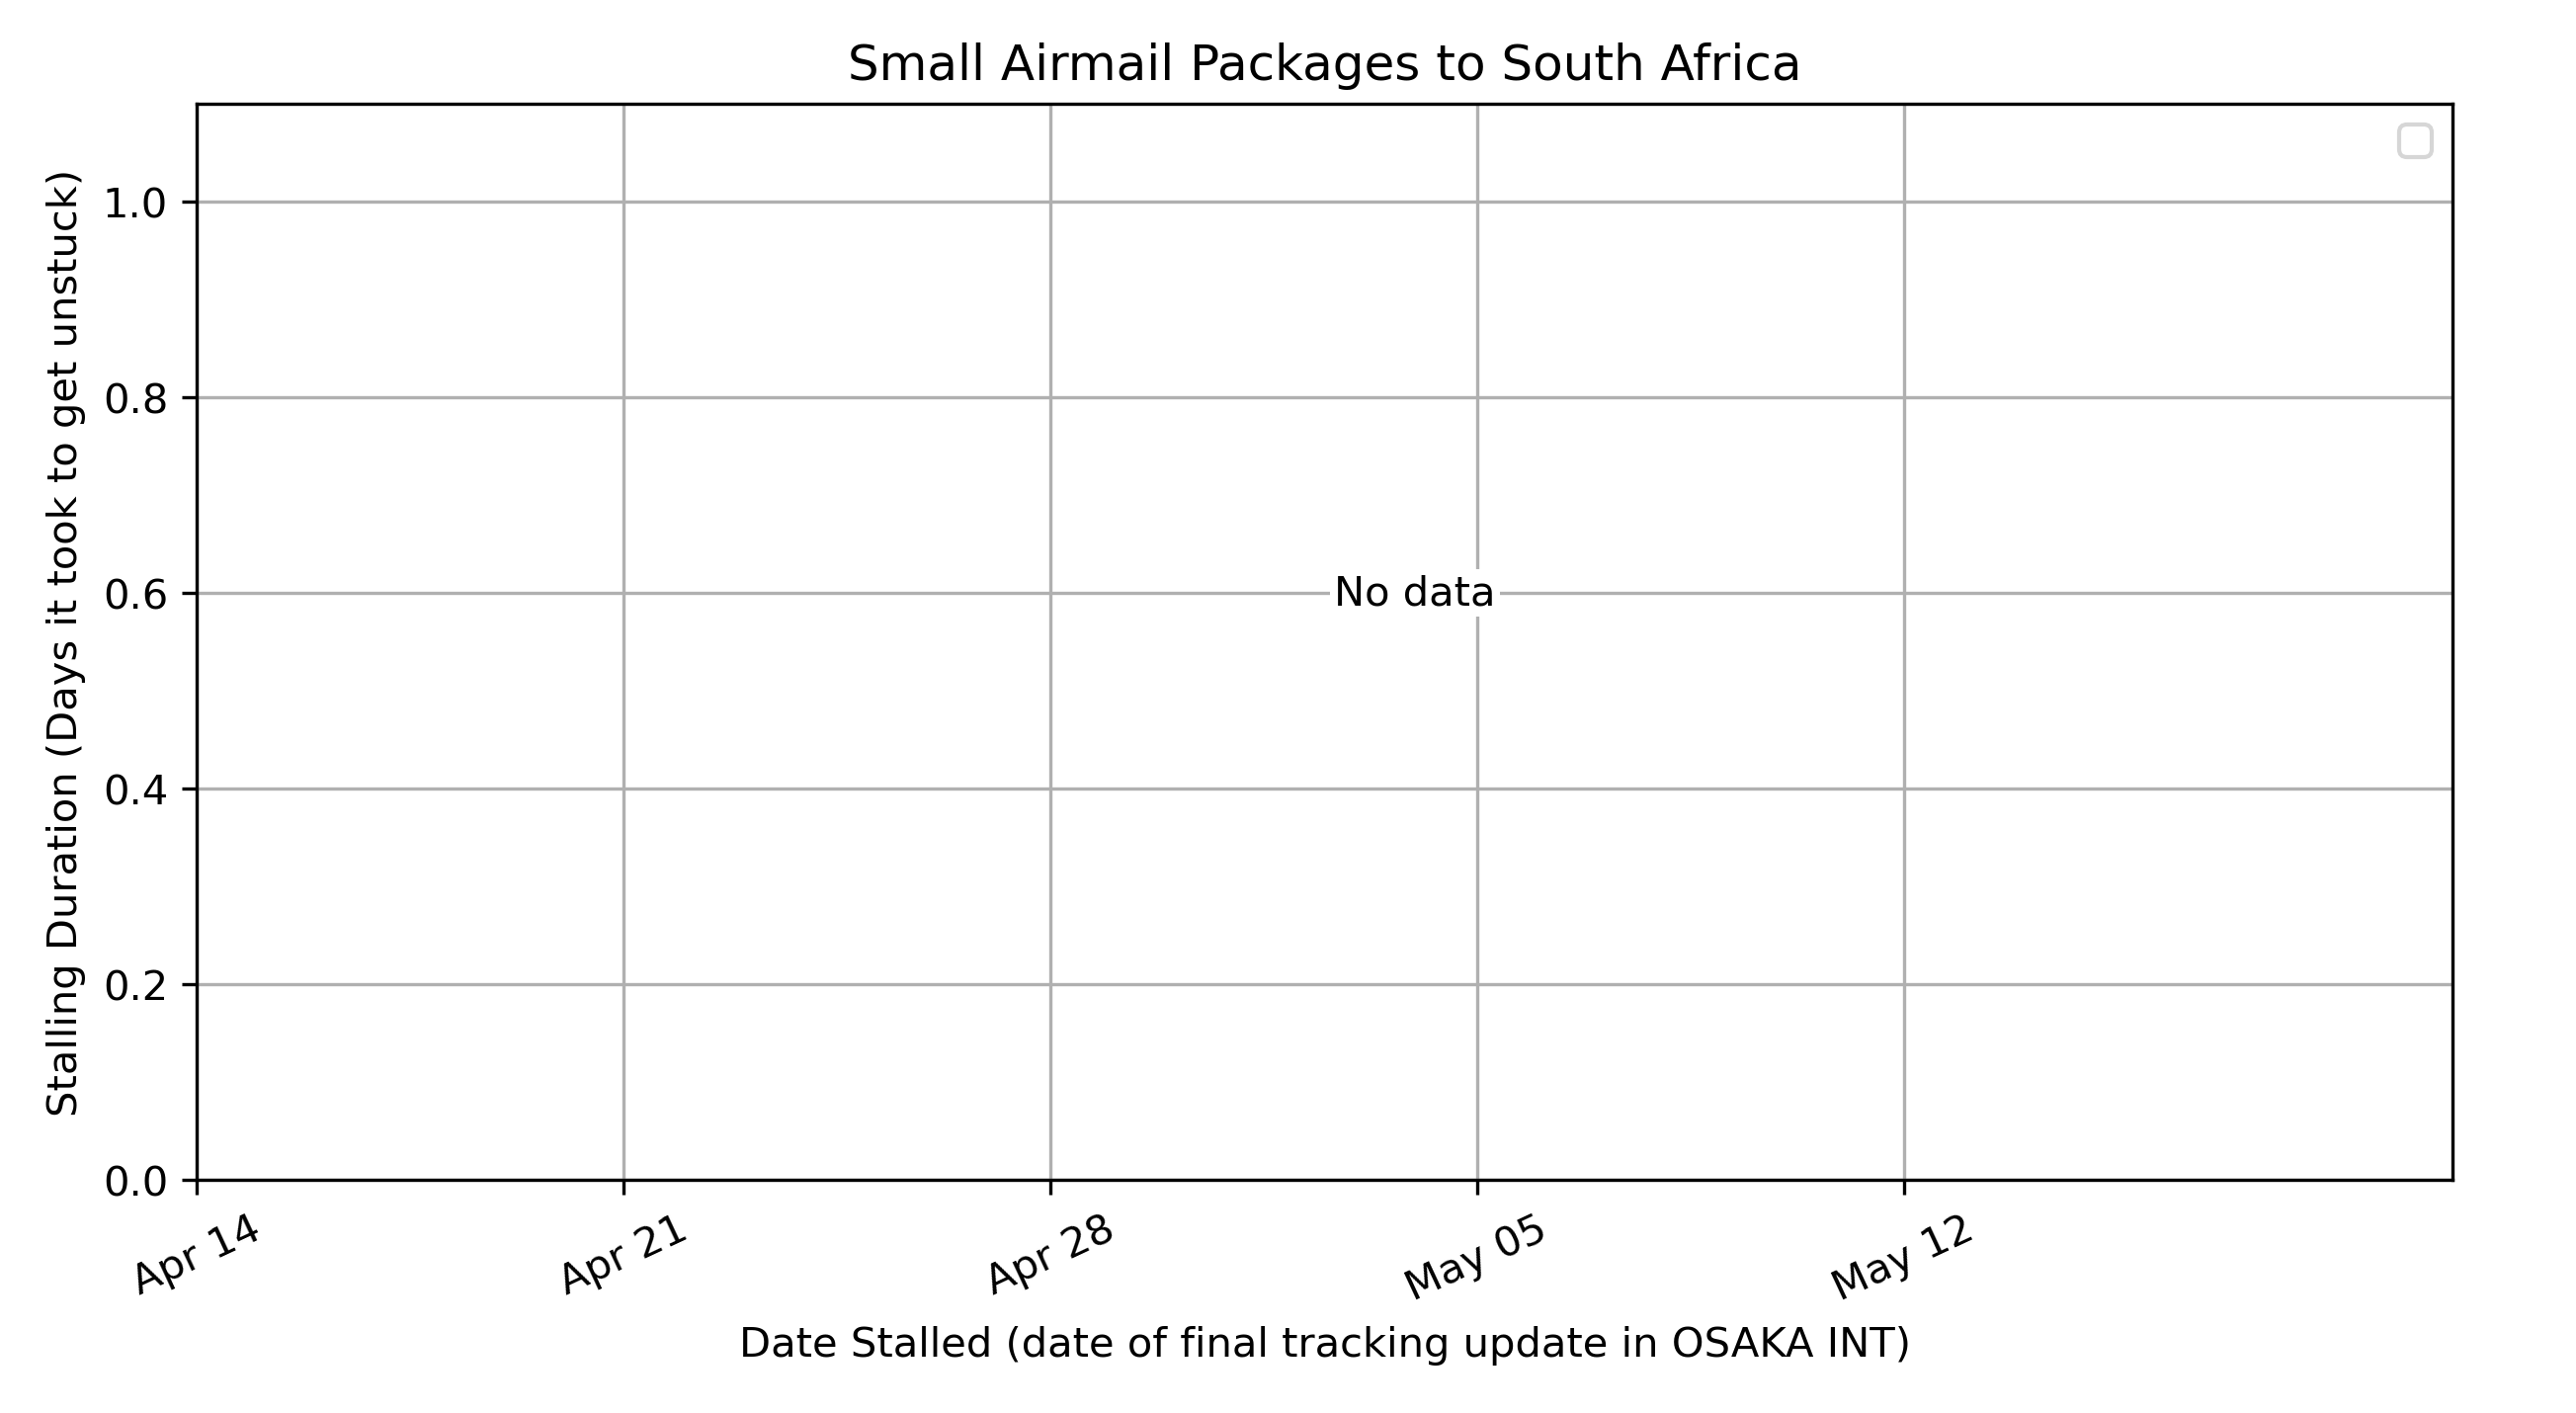 Small Airmail Packages to South Africa
Stalling Duration (Days it took to get unstuck)
1.0
0.8
0.6
0.4
0.2
0.0
No data
Apr 14
Apr 21
Apr 28
May 05
May 12
Date Stalled (date of final tracking update in OSAKA INT)